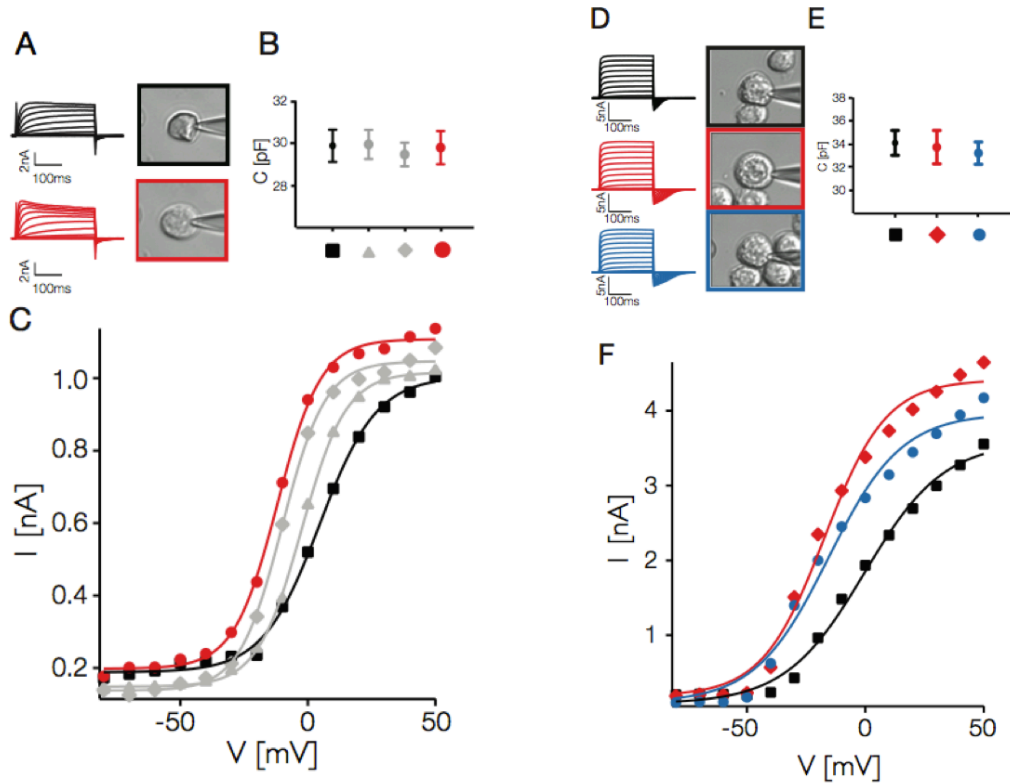 A
2nA
100ms
2nA
100ms
B
C [pF]
32
30
28
C
I [nA]
1.0
0.8
0.6
0.4
0.2
-50
0
50
V [mV]
D
5nA
100ms
5nA
100ms
5nA
100ms
E
C [pF]
38
36
34
32
30
F
I [nA]
4
3
2
1
-50
0
50
V [mV]